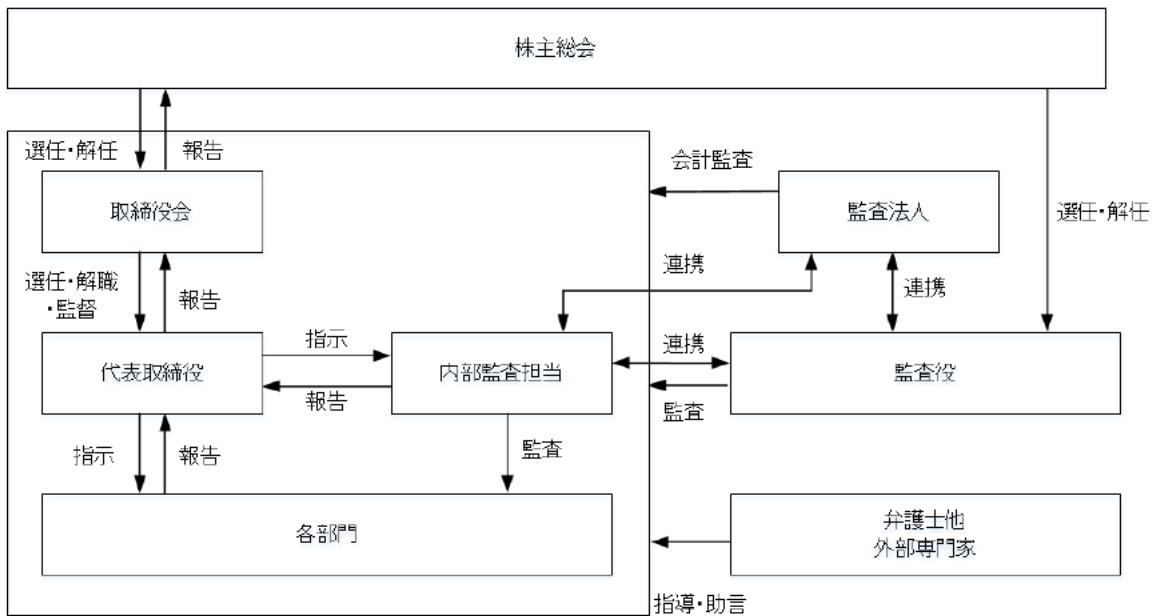 株主総会
選任・解任
報告
会計監査
取締役会
監査法人
選任・解任
選任・解職
・監督
報告
連携
連携
代表取締役
指示
報告
内部監査担当
連携
監査
監査役
指示
報告
監査
各部門
弁護士他
外部専門家
指導・助言